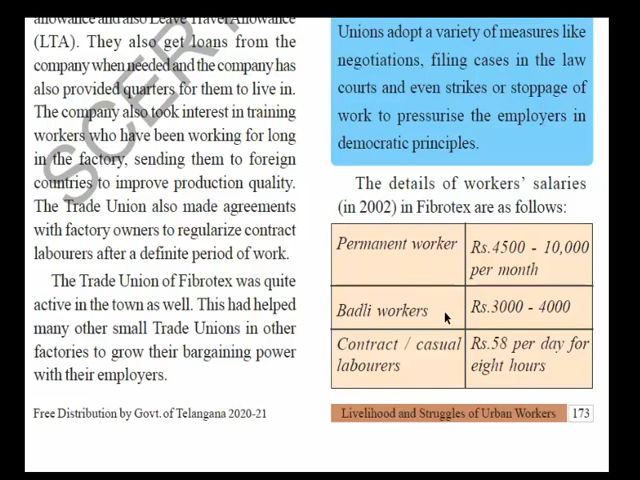 allowance and also Leave Travel Allowance
(LTA). They also get loans from the
company when needed and the company has
also provided quarters for them to live in.
The company also took interest in training
workers who have been working for long
in the factory, sending them to foreign
countries to improve production quality.
The Trade Union also made agreements
with factory owners to regularize contract
labourers after a definite period of work.
The Trade Union of Fibrotex was quite
active in the town as well. This had helped
many other small Trade Unions in other
factories to grow their bargaining power
with their employers.
Unions adopt a variety of measures like
negotiations, filing cases in the law
courts and even strikes or stoppage of
work to pressurise the employers in
democratic principles.
The details of workers' salaries
(in 2002) in Fibrotex are as follows:
Permanent worker Rs.4500 - 10,000
per month
Badli workers Rs.3000 - 4000
Contract / casual Rs.58 per day for
labourers eight hours
Free Distribution by Govt. of Telangana 2020-21
Livelihood and Struggles of Urban Workers 173
SCERT